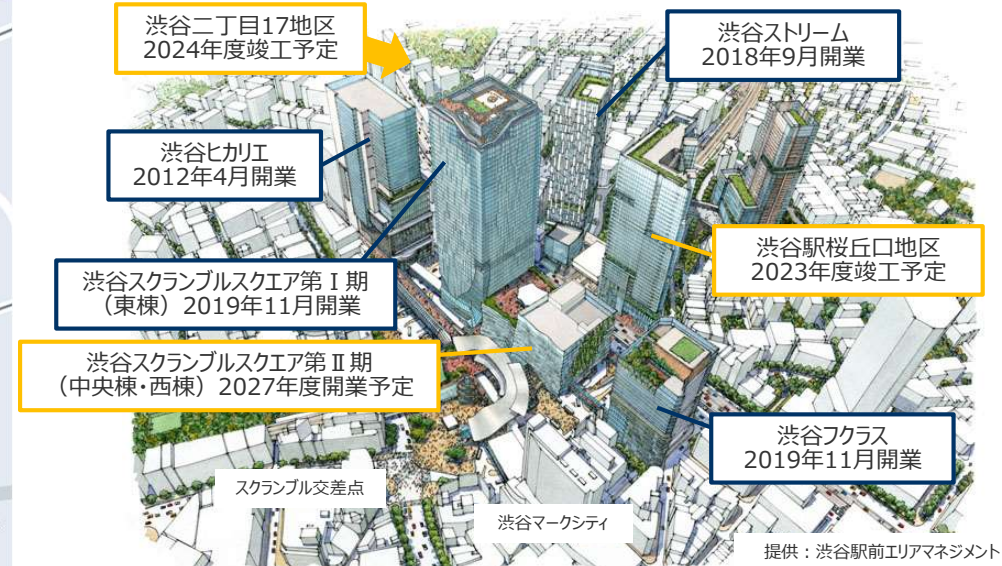 渋谷二丁目17地区
2024年度竣工予定
渋谷ストリーム
2018年9月開業
渋谷ヒカリエ
2012年4月開業
渋谷駅桜丘口地区
2023年度竣工予定
渋谷スクランブルスクエア第Ⅰ期
（東棟）2019年11月開業
渋谷スクランブルスクエア第Ⅱ期
（中央棟・西棟）2027年度開業予定
渋谷フクラス
2019年11月開業
スクランブル交差点
渋谷マークシティ
提供：渋谷駅前エリアマネジメント